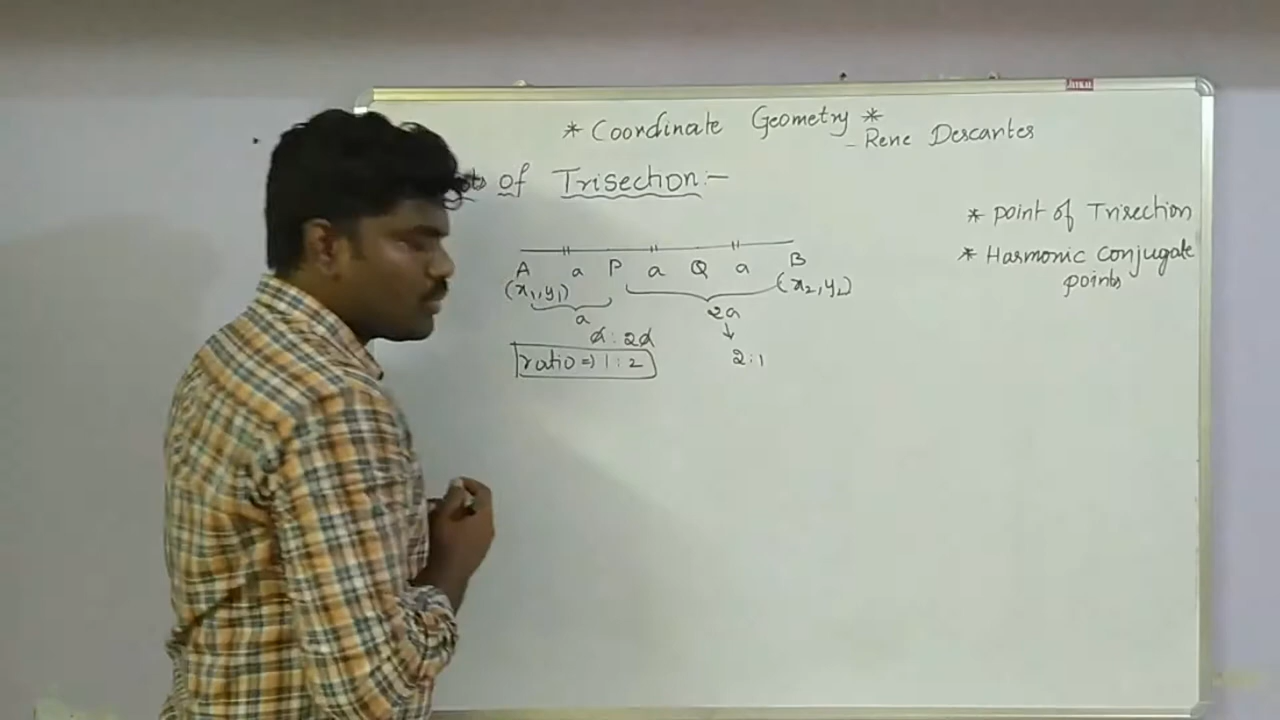 * Coordinate Geometry *
- Rene Descartes
of Trisection:-
* Point of Trisection
* Harmonic conjugate
points
A a P a Q a B
(x₁,y₁) (x₂,y₂)
a 2a
a : 2a
ratio ⇒ 1 : 2
↓
2:1